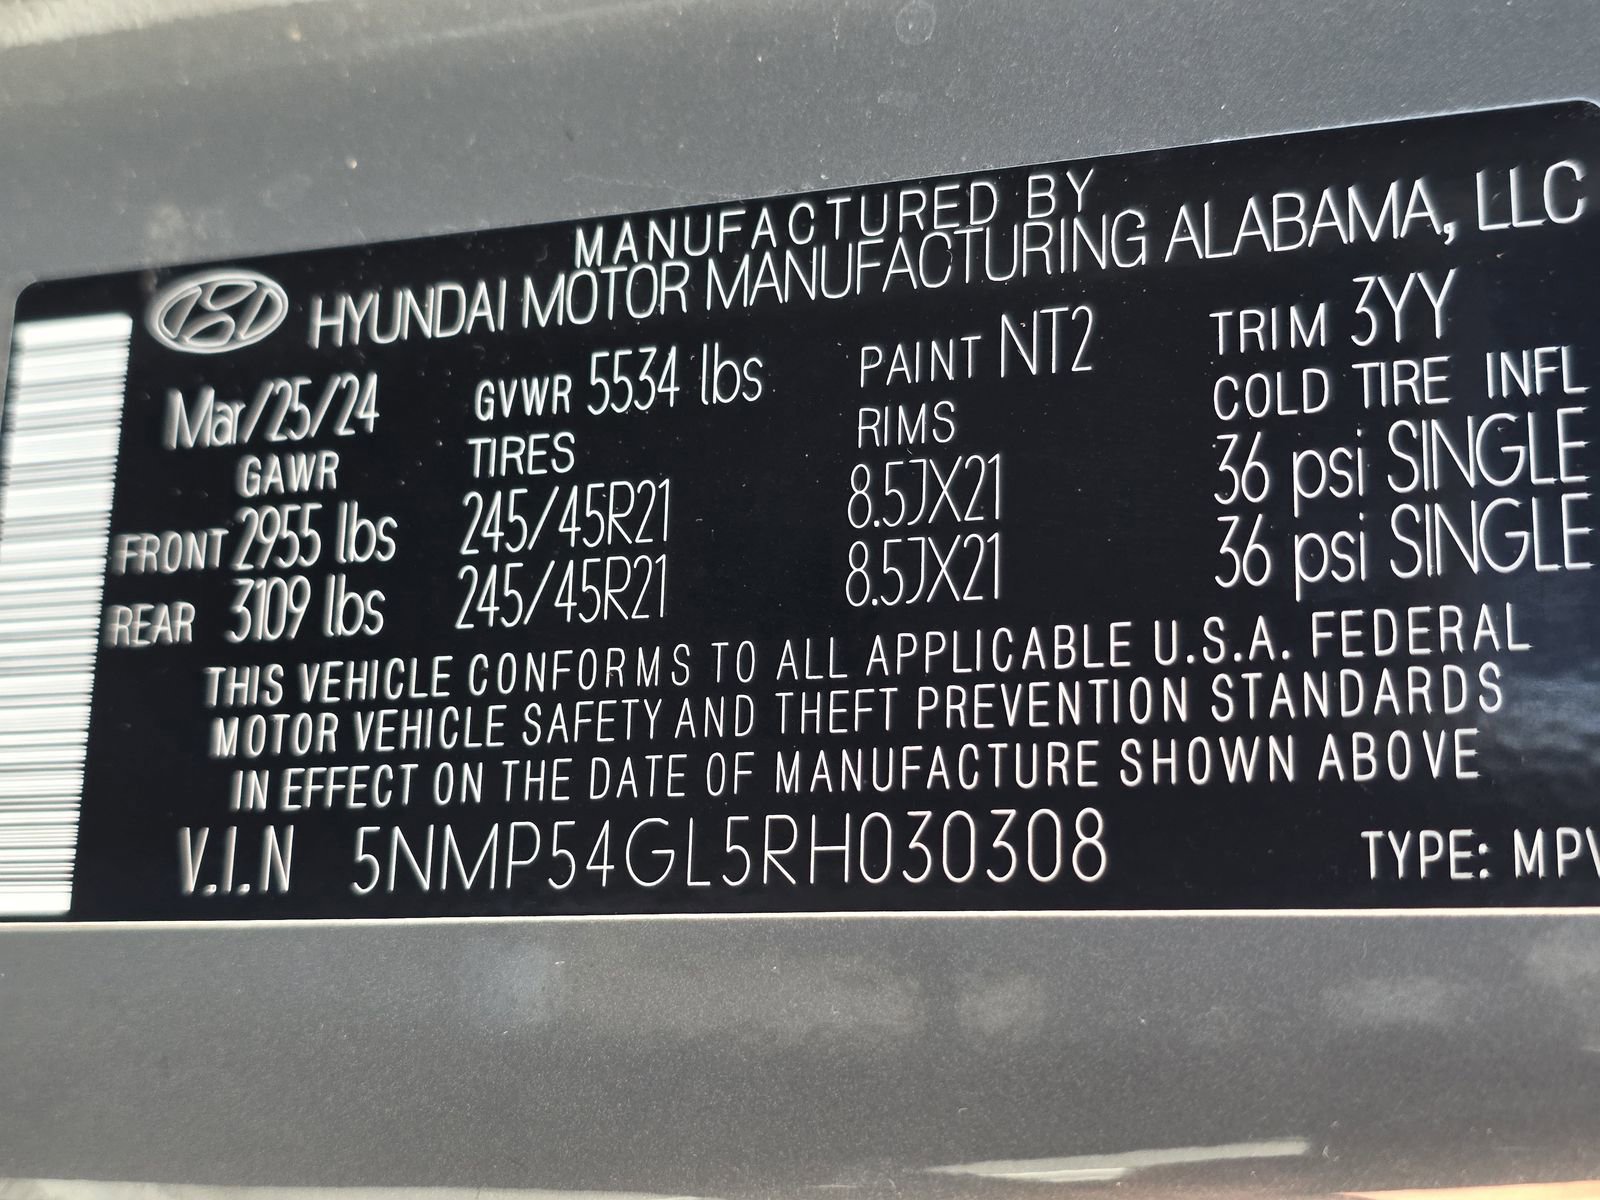 MANUFACTURED BY
HYUNDAI MOTOR MANUFACTURING ALABAMA, LLC
Mar/25/24 GVWR 5534 lbs PAINT NT2 TRIM 3YY
GAWR TIRES RIMS COLD TIRE INFL
FRONT 2955 lbs 245/45R21 8.5JX21 36 psi SINGLE
REAR 3109 lbs 245/45R21 8.5JX21 36 psi SINGLE
THIS VEHICLE CONFORMS TO ALL APPLICABLE U.S.A. FEDERAL
MOTOR VEHICLE SAFETY AND THEFT PREVENTION STANDARDS
IN EFFECT ON THE DATE OF MANUFACTURE SHOWN ABOVE
V.I.N 5NMP54GL5RH030308 TYPE: MPV